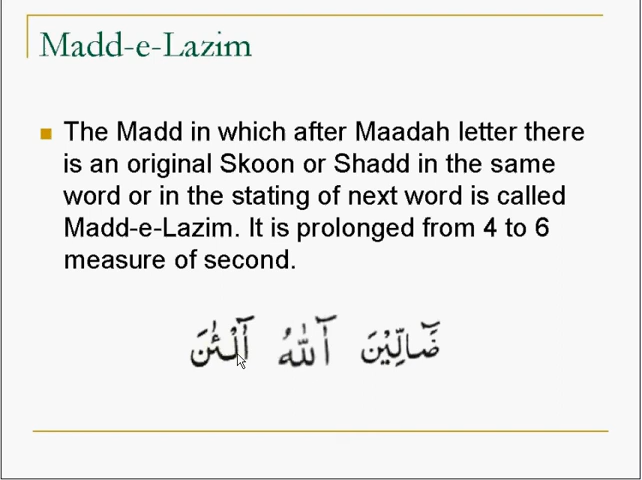 Madd-e-Lazim
The Madd in which after Maadah letter there
is an original Skoon or Shadd in the same
word or in the stating of next word is called
Madd-e-Lazim. It is prolonged from 4 to 6
measure of second.
ضَآلِّيْنَ آللّٰهُ آلْـٰٔنَ